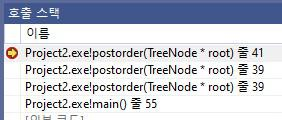 호출 스택
이름
Project2.exe!postorder(TreeNode * root) 줄 41
Project2.exe!postorder(TreeNode * root) 줄 39
Project2.exe!postorder(TreeNode * root) 줄 39
Project2.exe!main() 줄 55